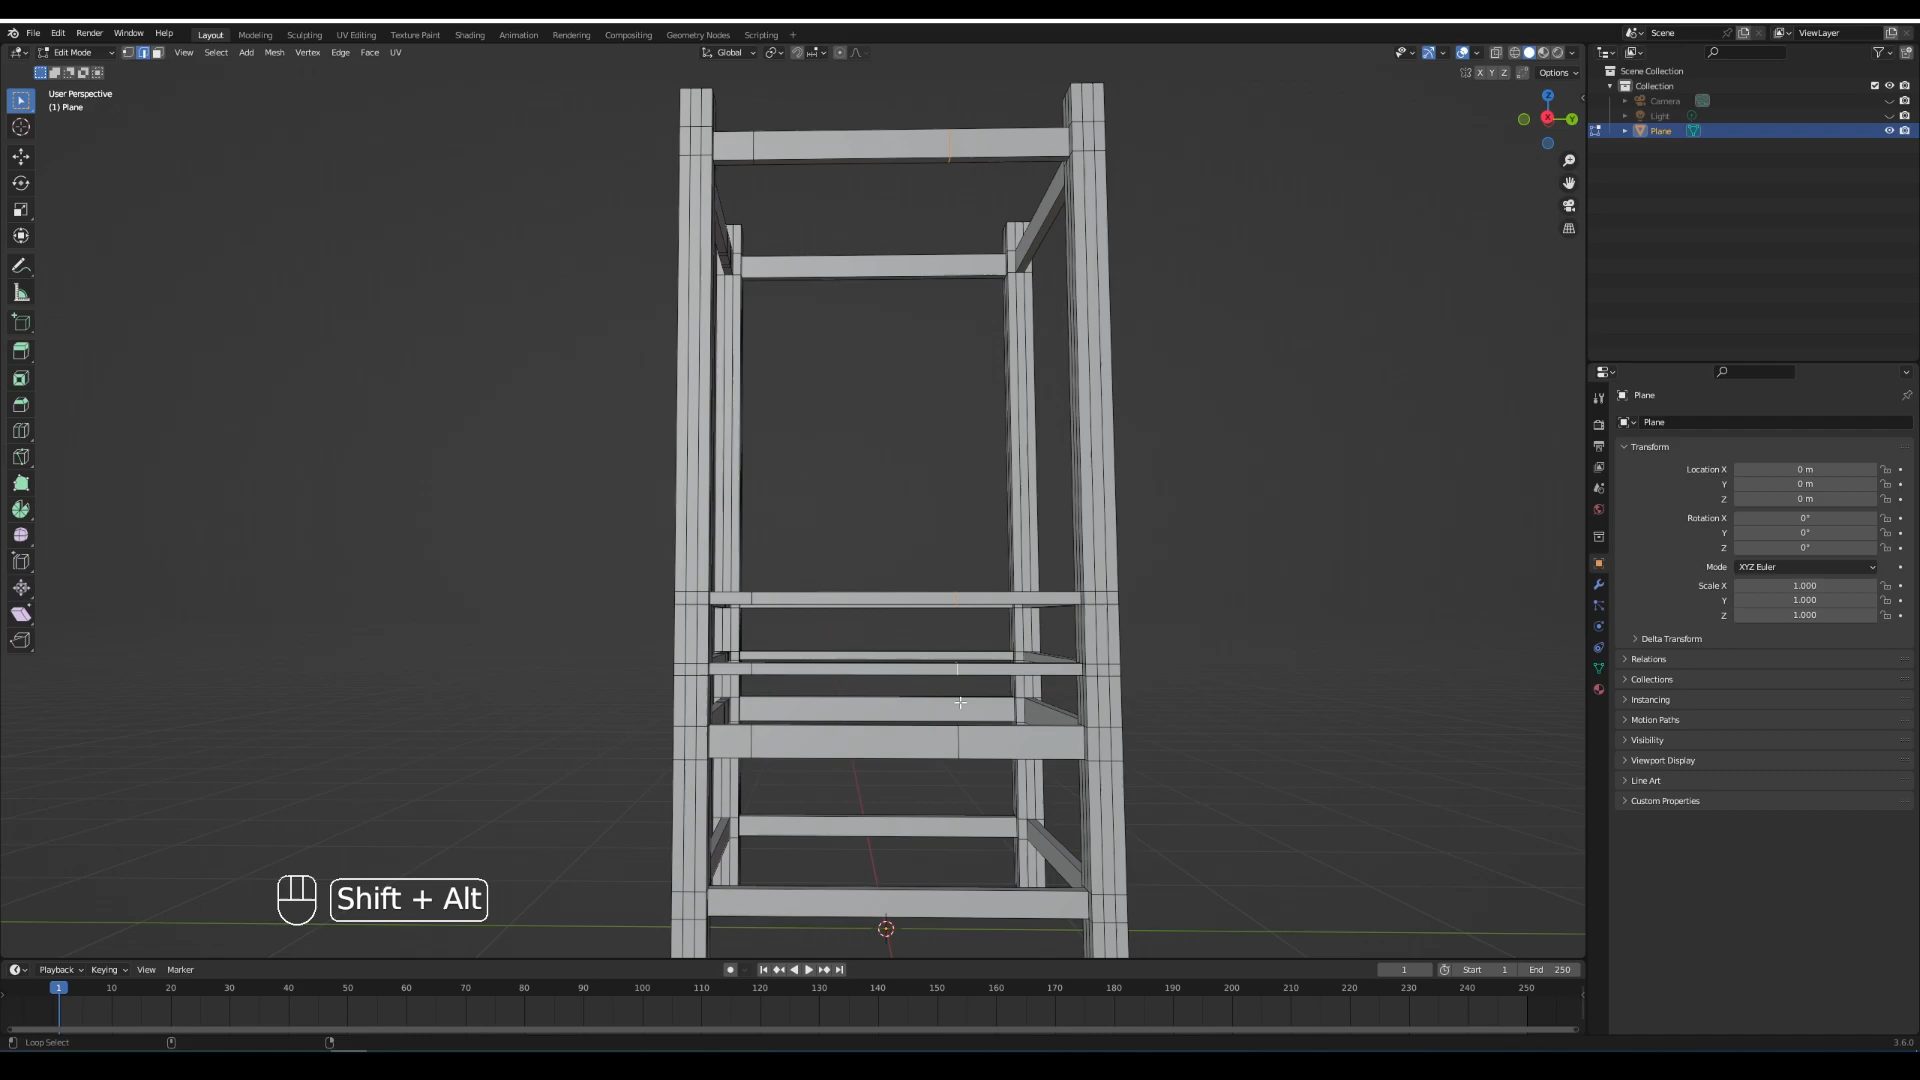 File Edit Render Window Help Layout Modeling Sculpting UV Editing Texture Paint Shading Animation Rendering Compositing Geometry Nodes Scripting + Scene ViewLayer
Edit Mode View Select Add Mesh Vertex Edge Face UV Global
X Y Z Options
User Perspective
(1) Plane
Z
X
Y
Scene Collection
Collection
Camera
Light
Plane
Plane
Plane
Transform
Location X 0 m
Y 0 m
Z 0 m
Rotation X 0°
Y 0°
Z 0°
Mode XYZ Euler
Scale X 1.000
Y 1.000
Z 1.000
Delta Transform
Relations
Collections
Instancing
Motion Paths
Visibility
Viewport Display
Line Art
Custom Properties
Shift + Alt
Playback Keying View Marker 1 Start 1 End 250
1 10 20 30 40 50 60 70 80 90 100 110 120 130 140 150 160 170 180 190 200 210 220 230 240 250
Loop Select 3.6.0